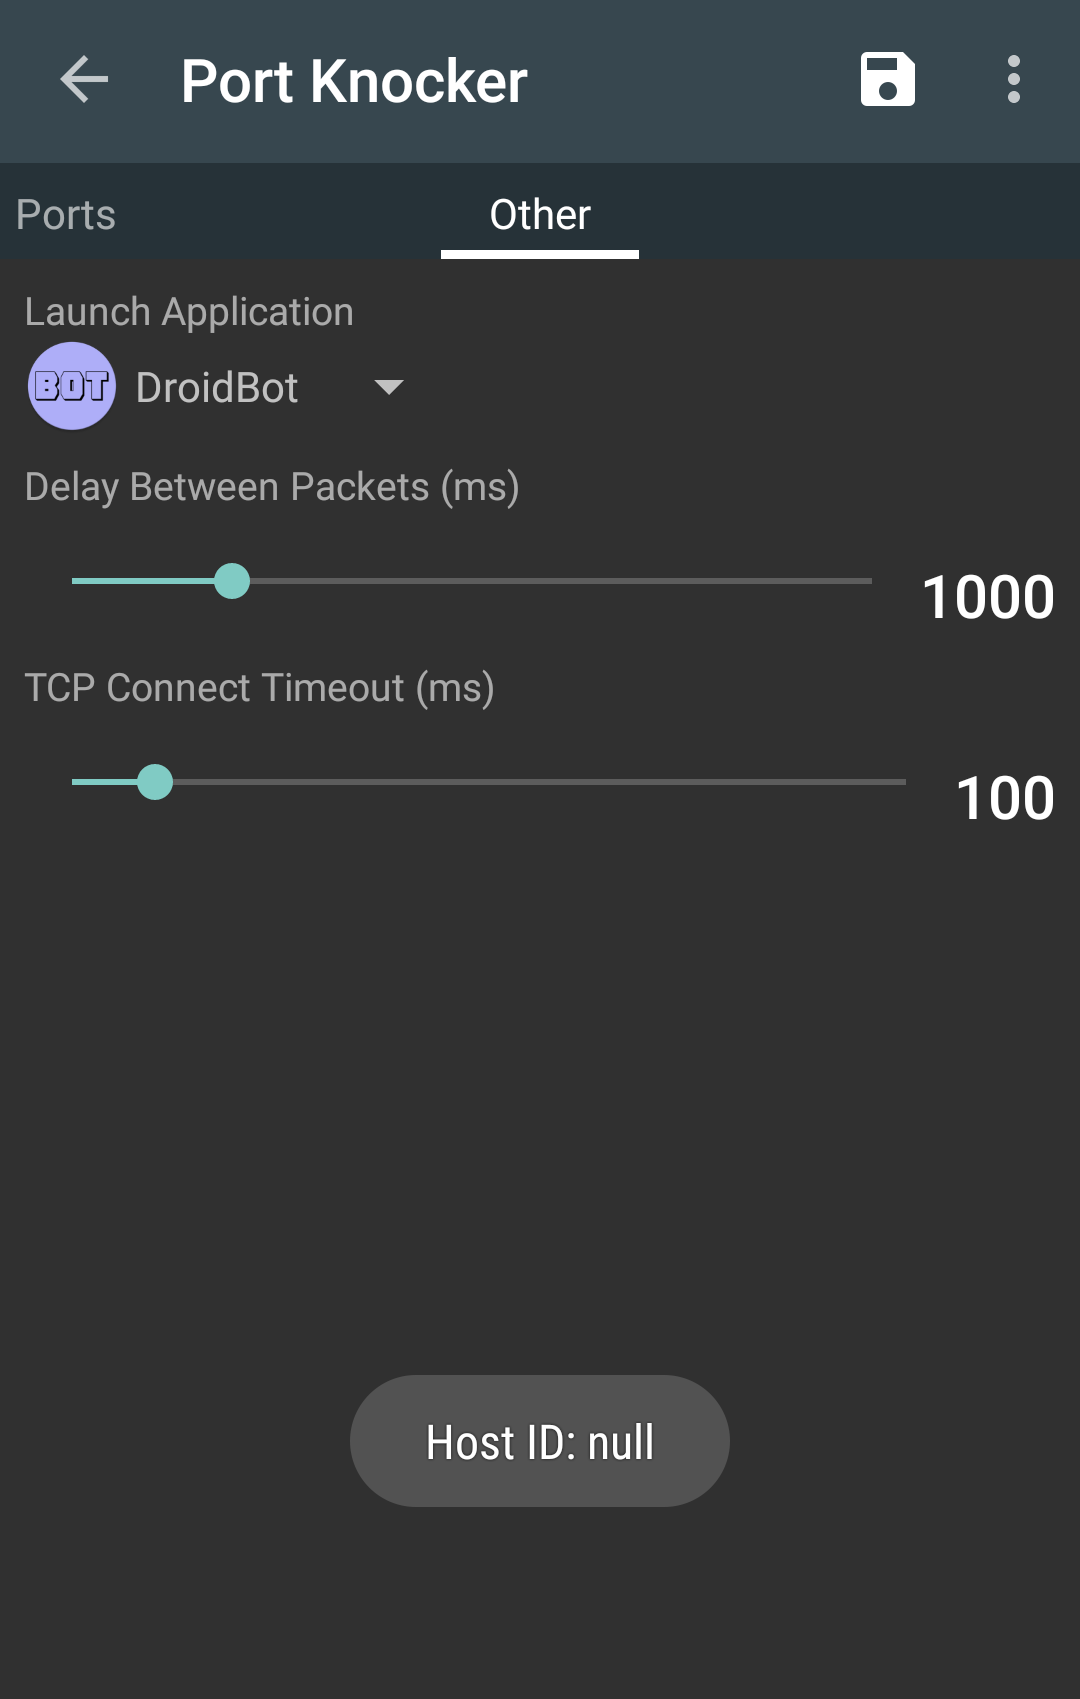 Port Knocker
Ports
Other
Launch Application
BOT DroidBot
Delay Between Packets (ms)
1000
TCP Connect Timeout (ms)
100
Host ID: null